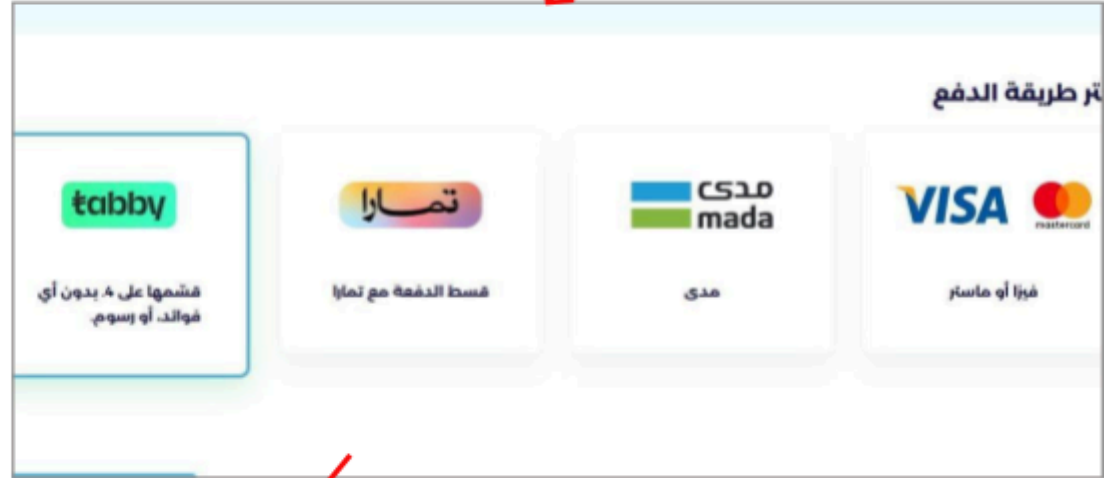 تر طريقة الدفع
VISA mastercard
فيزا أو ماستر
مدى
mada
مدى
تمارا
قسط الدفعة مع تمارا
tabby
قسّمها على 4. بدون أي
فوائد، أو رسوم.